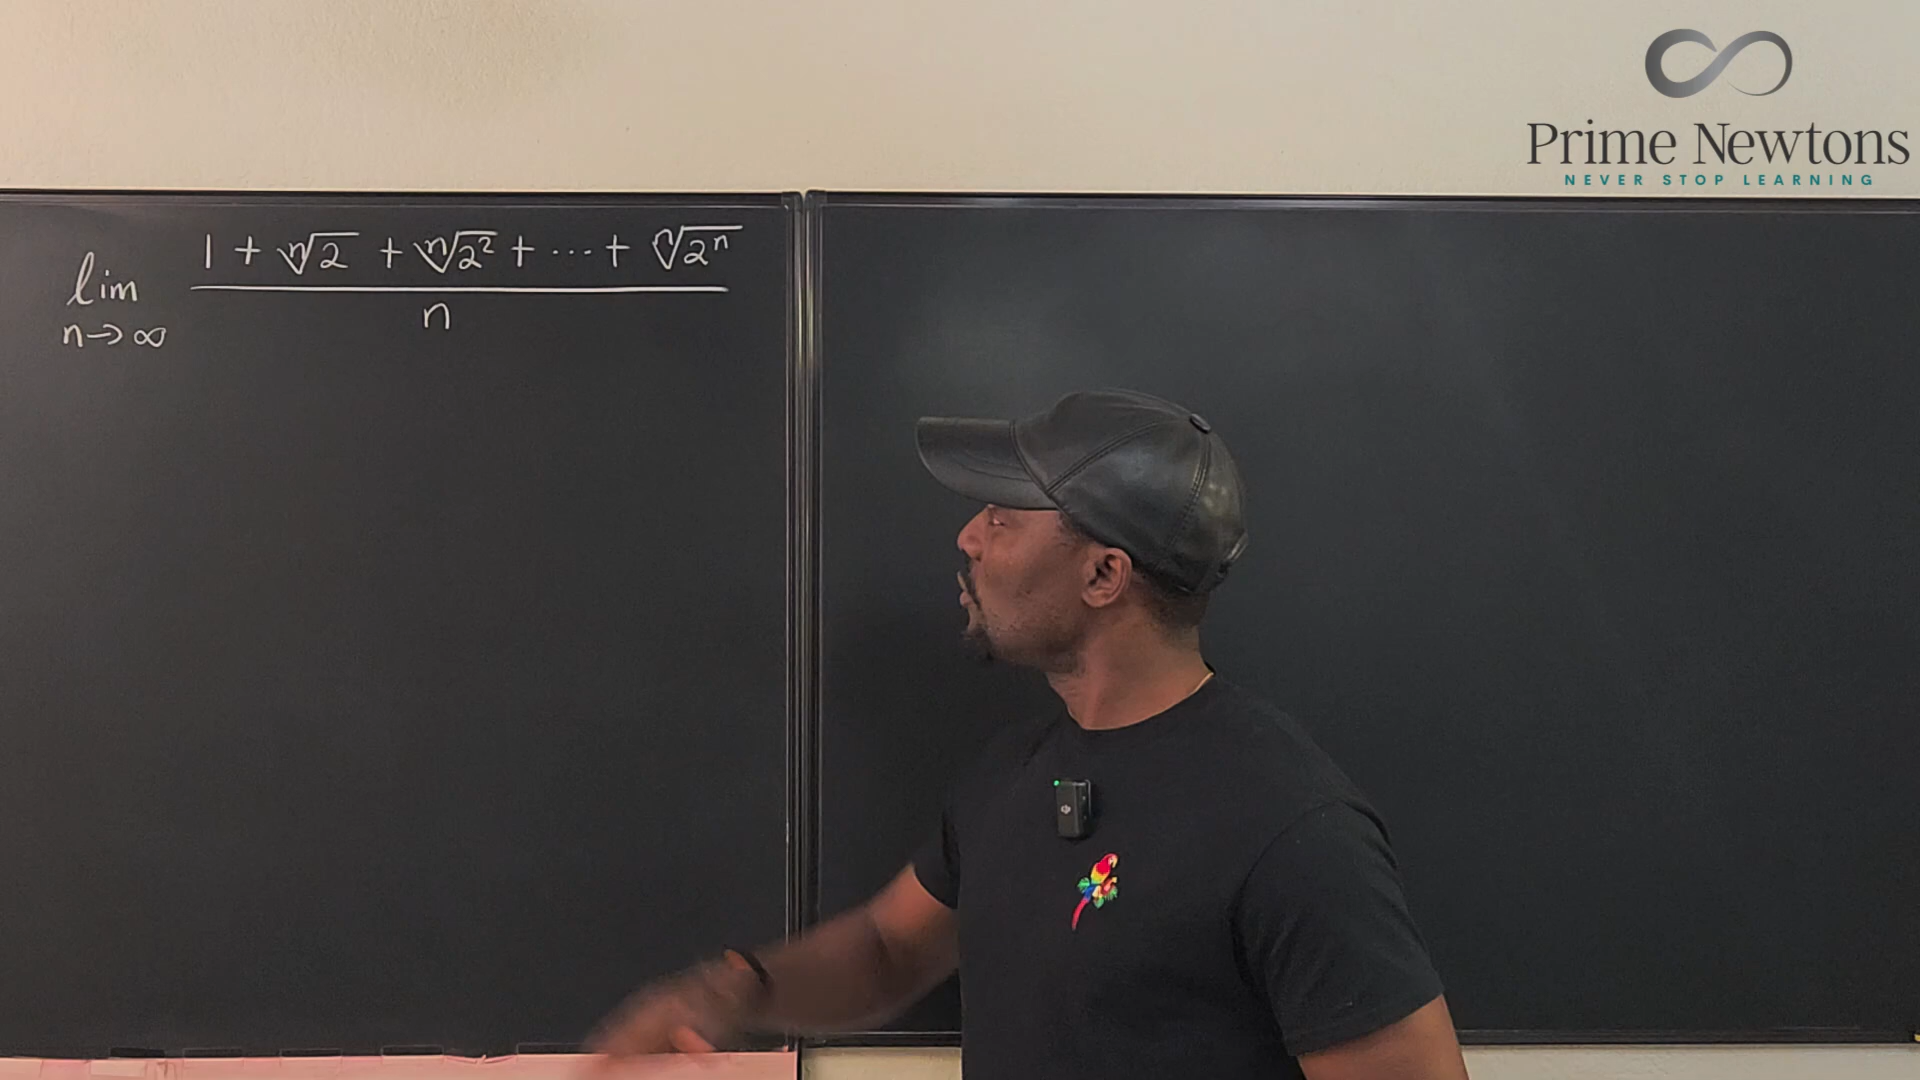 Prime Newtons
NEVER STOP LEARNING
lim n→∞ (1 + ⁿ√2 + ⁿ√2² + ... + ⁿ√2ⁿ) / n